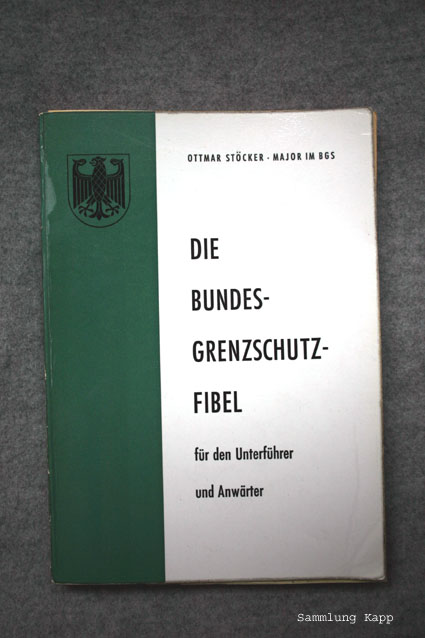 OTTMAR STÖCKER · MAJOR IM BGS
DIE
BUNDES-
GRENZSCHUTZ-
FIBEL
für den Unterführer
und Anwärter
Sammlung Kapp